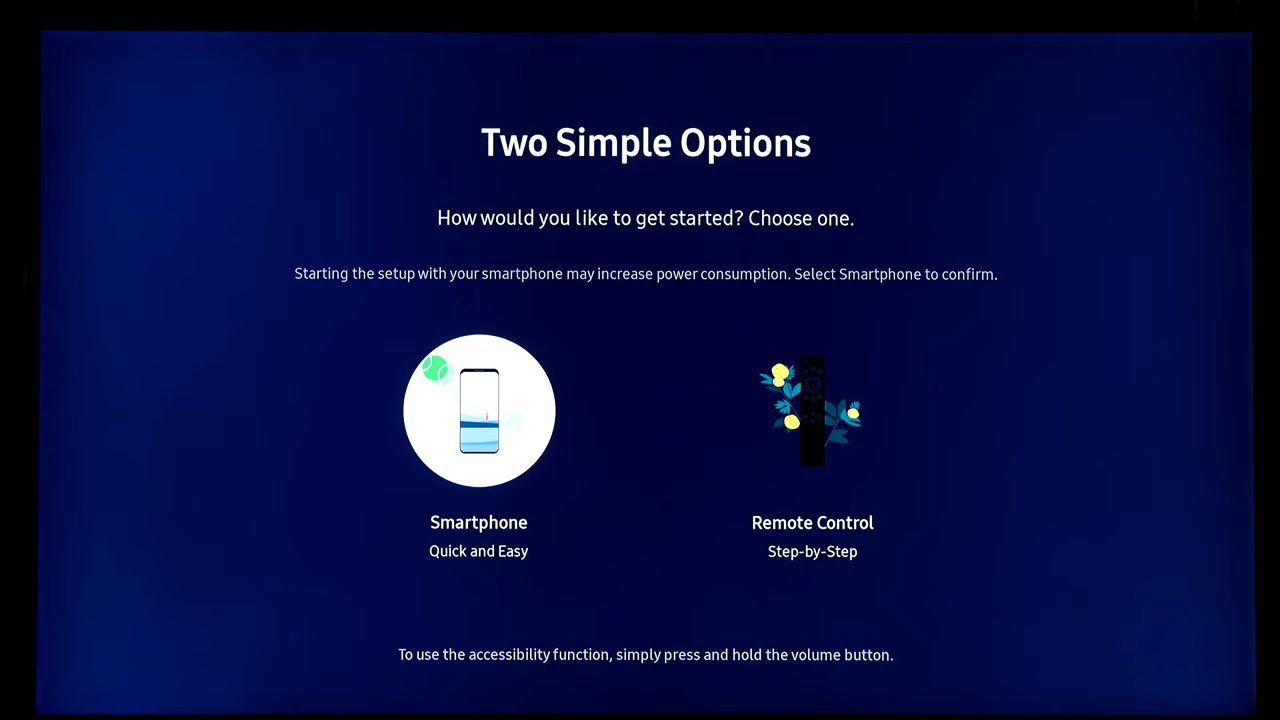 Two Simple Options
How would you like to get started? Choose one.
Starting the setup with your smartphone may increase power consumption. Select Smartphone to confirm.
Smartphone
Remote Control
Quick and Easy
Step-by-Step
To use the accessibility function, simply press and hold the volume button.